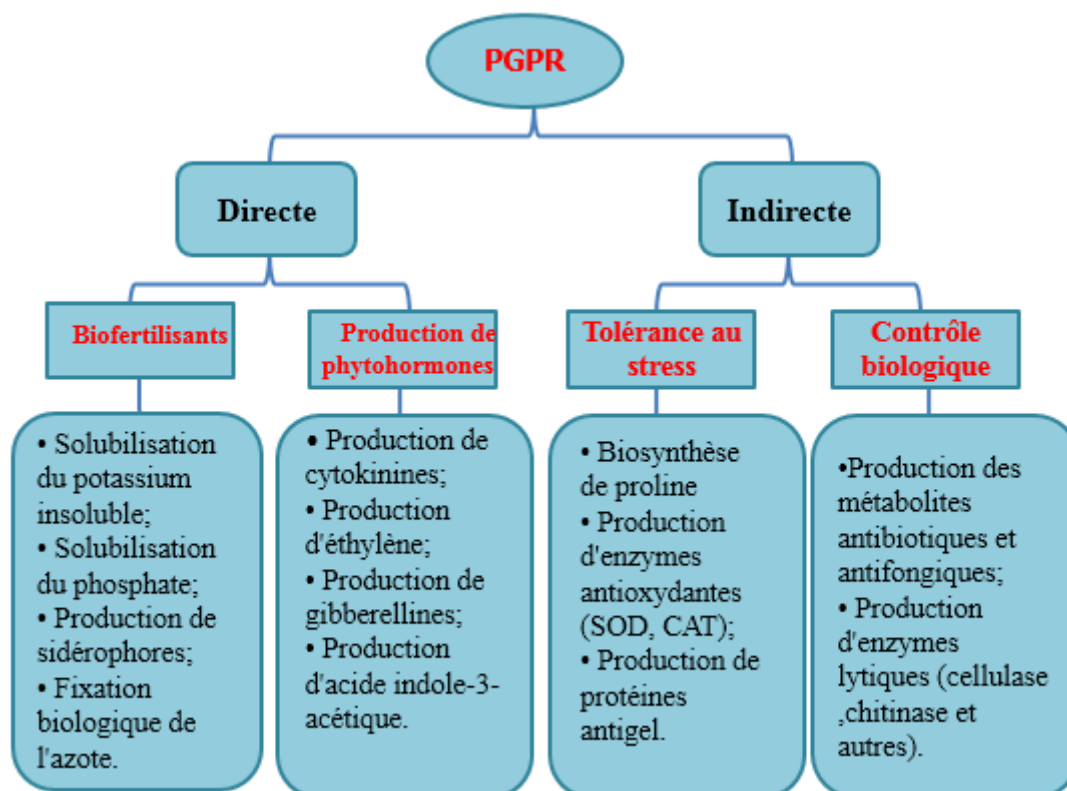 PGPR
Directe
Indirecte
Biofertilisants
Production de
phytohormones
Tolérance au
stress
Contrôle
biologique
• Solubilisation
du potassium
insoluble;
• Solubilisation
du phosphate;
• Production de
sidérophores;
• Fixation
biologique de
l'azote.
• Production de
cytokinines;
• Production
d'éthylène;
• Production de
gibberellines;
• Production
d'acide indole-3-
acétique.
• Biosynthèse
de proline
• Production
d'enzymes
antioxydantes
(SOD, CAT);
• Production de
protéines
antigel.
•Production des
métabolites
antibiotiques et
antifongiques;
• Production
d'enzymes
lytiques (cellulase
,chitinase et
autres).